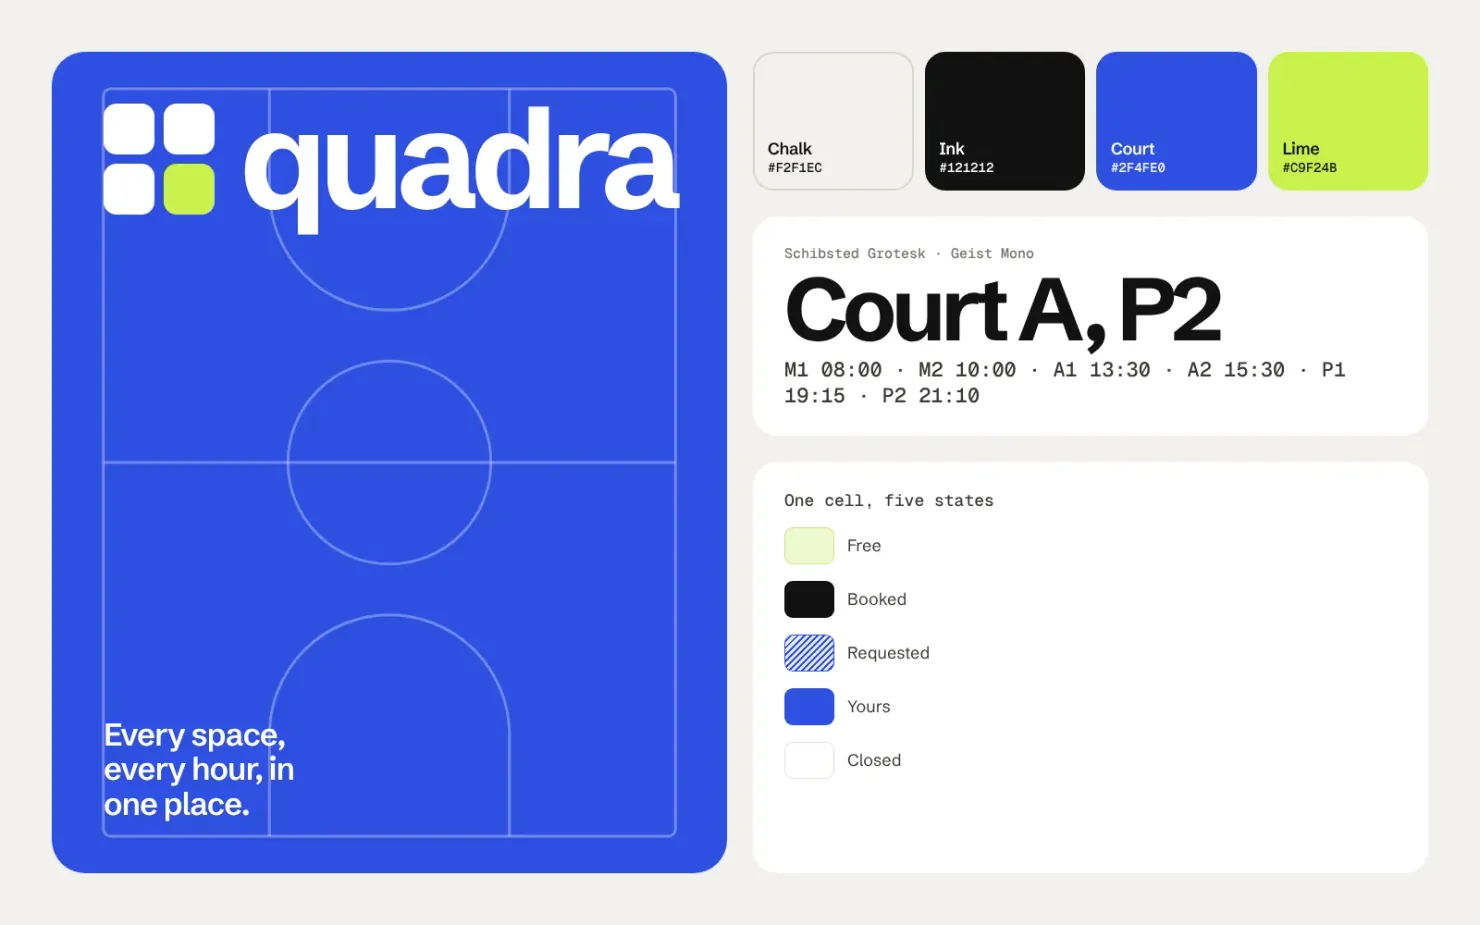 quadra
Every space,
every hour, in
one place.
Chalk
#F2F1EC
Ink
#121212
Court
#2F4FE0
Lime
#C9F24B
Schibsted Grotesk · Geist Mono
Court A, P2
M1 08:00 · M2 10:00 · A1 13:30 · A2 15:30 · P1
19:15 · P2 21:10
One cell, five states
Free
Booked
Requested
Yours
Closed